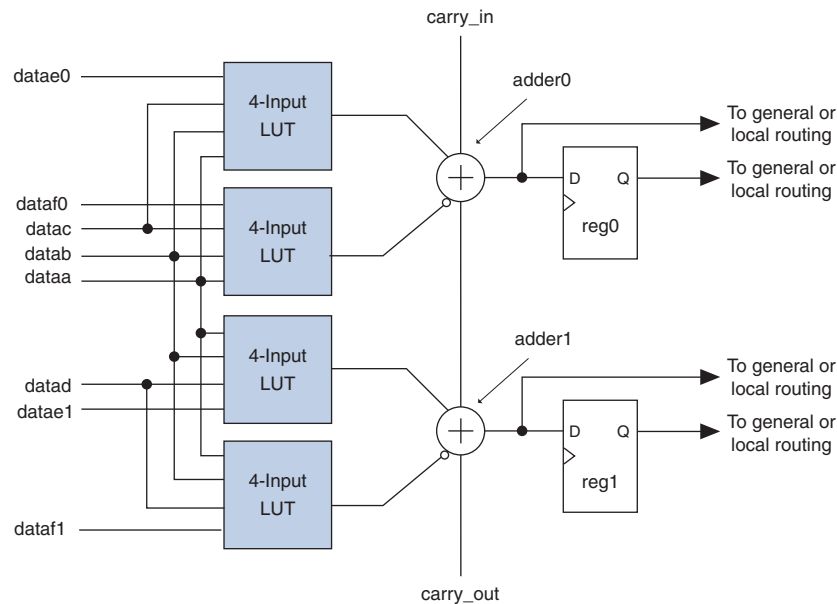 carry_in
datae0
4-Input
LUT
adder0
To general or
local routing
To general or
local routing
D
Q
reg0
dataf0
datac
datab
dataa
4-Input
LUT
4-Input
LUT
adder1
To general or
local routing
To general or
local routing
D
Q
reg1
datad
datae1
4-Input
LUT
dataf1
carry_out